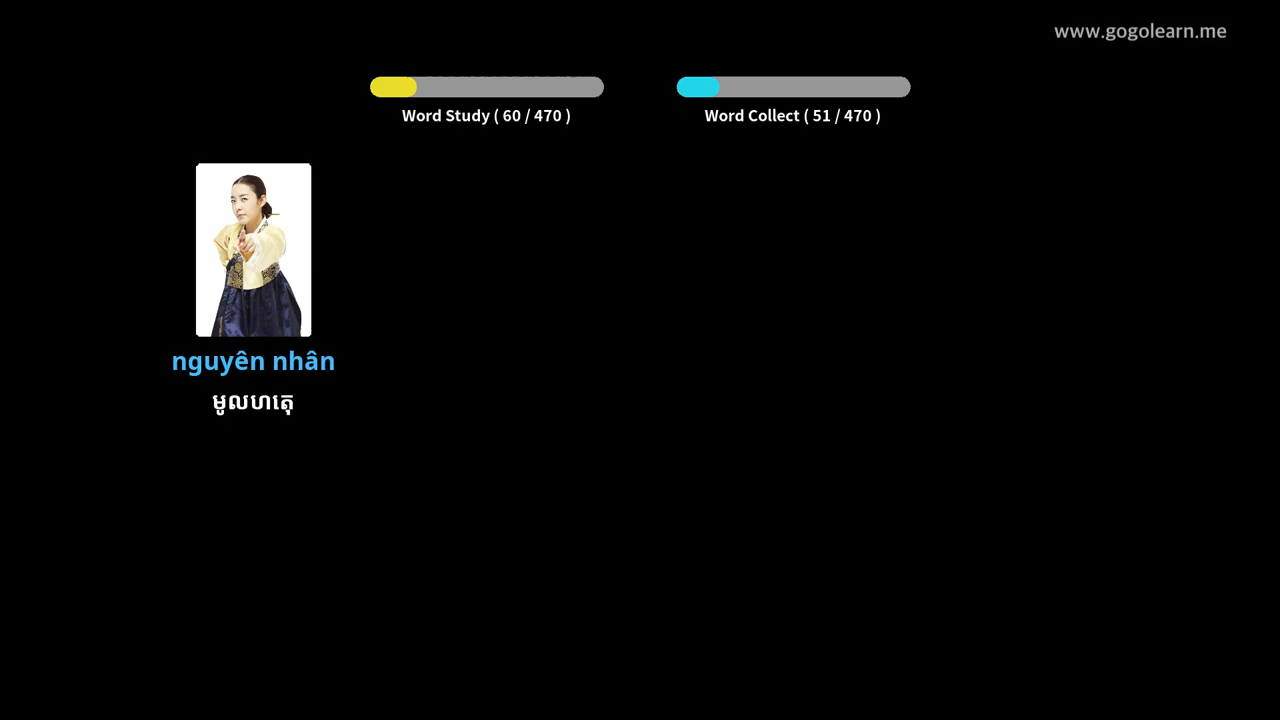 www.gogolearn.me
Word Study ( 60 / 470 )
Word Collect ( 51 / 470 )
nguyên nhân
មូលហតេុ